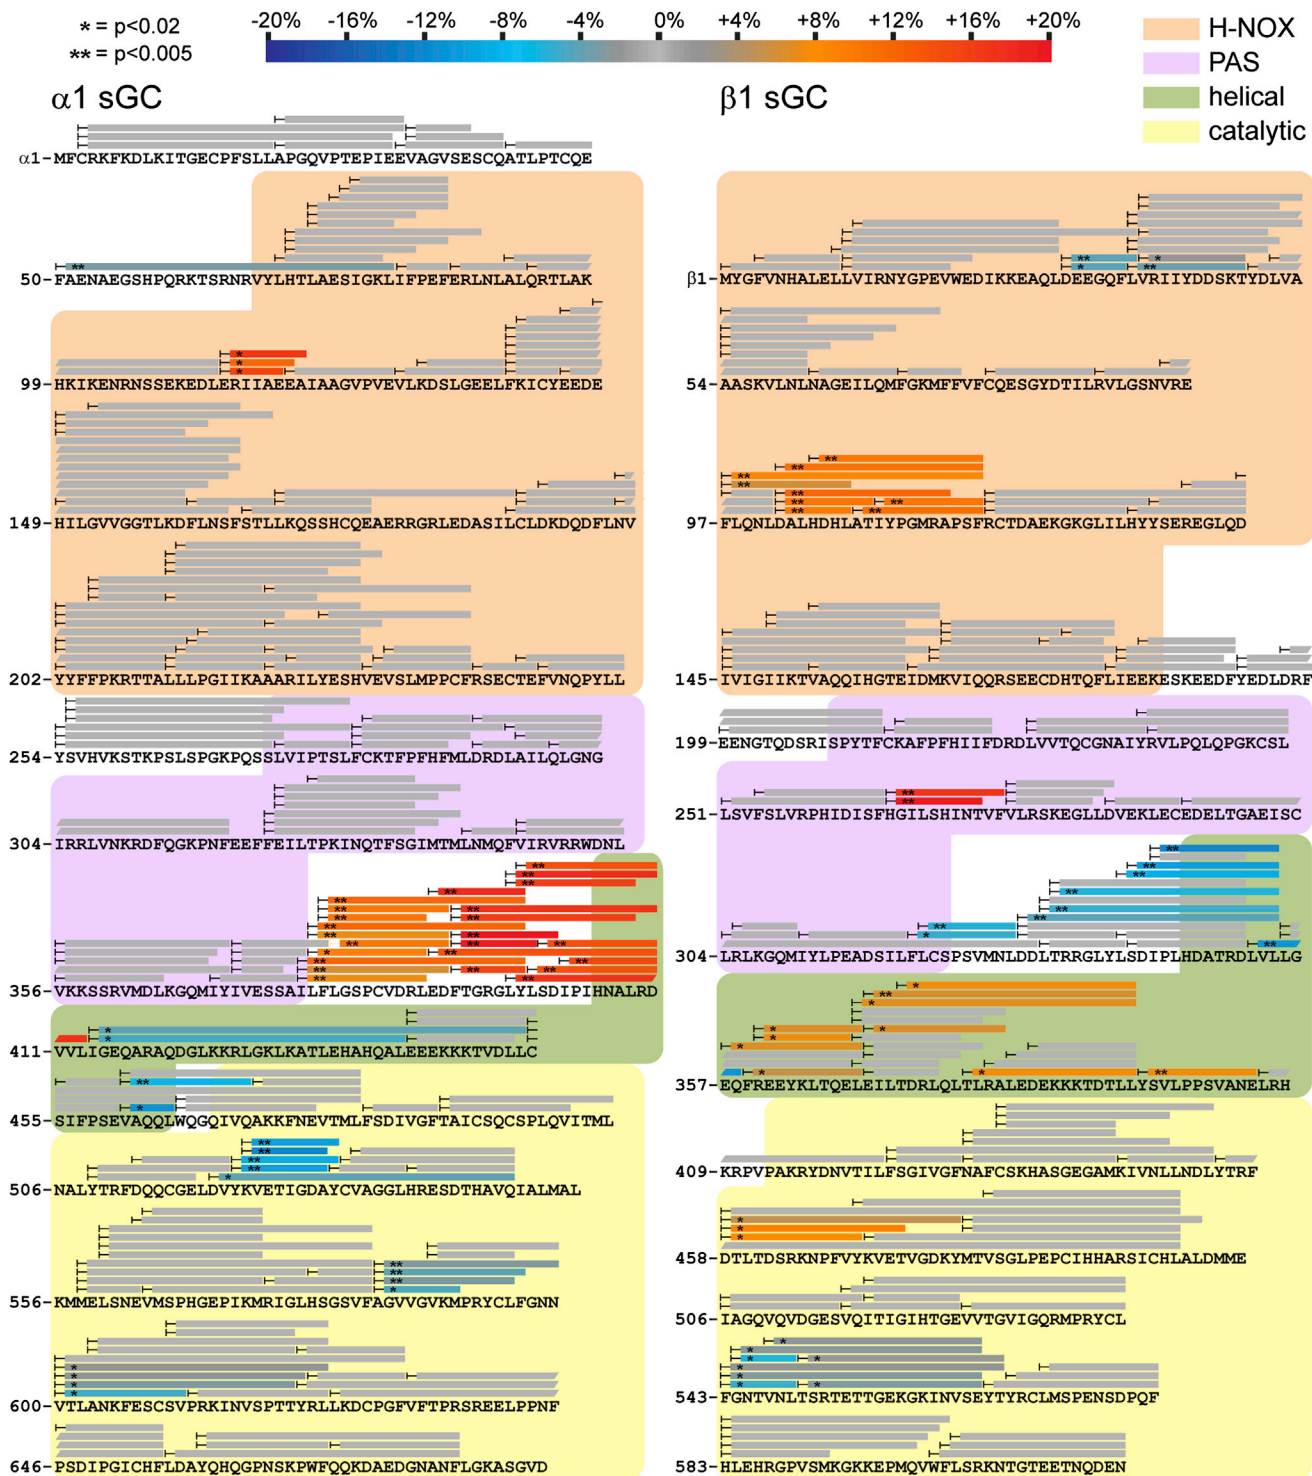 * = p<0.02
** = p<0.005
-20% -16% -12% -8% -4% 0% +4% +8% +12% +16% +20%
H-NOX
PAS
helical
catalytic
α1 sGC
α1-MFCRKFKDLKITGECPFSLLAPGQVPTEPIEEVAGVSESCQATLPTCQE
50-FAENAEGSHPQRKTSRNRVYLHTLAESIGKLIFPEFERLNLALQRTLAK
99-HKIKENRNSSEKEDLERIIAEEAIAAGVPVEVLKDSLGEELFKICYEEDE
149-HILGVVGGTLKDFLNSFSTLLKQSSHCQEAERRGRLEDASILCLDKDQDFLNV
202-YYFFPKRTTALLLPGIIKAAARILYESHVEVSLMPPCFRSECTEFVNQPYLL
254-YSVHVKSTKPSLSPGKPQSSLVIPTSLFCKTFPFHFMLDRDLAILQLGNG
304-IRRLVNKRDFQGKPNFEEFFEILTPKINQTFSGIMTMLNMQFVIRVRRWDNL
356-VKKSSRVMDLKGQMIYIVESSAILFLGSPCVDRLEDFTGRGLYLSDIPIHNALRD
411-VVLIGEQARAQDGLKKRLGKLKATLEHAHQALEEEKKKTVDLLC
455-SIFPSEVAQQLWQGQIVQAKKFNEVTMLFSDIVGFTAICSQCSPLQVITML
506-NALYTRFDQQCGELDVYKVETIGDAYCVAGGLHRESDTHAVQIALMAL
556-KMMELSNEVMSPHGEPIKMRIGLHSGSVFAGVVGVKMPRYCLFGNN
600-VTLANKFESCSVPRKINVSPTTYRLLKDCPGFVFTPRSREELPPNF
646-PSDIPGICHFLDAYQHQGPNSKPWFQQKDAEDGNANFLGKASGVD
β1 sGC
β1-MYGFVNHALELLVIRNYGPEVWEDIKKEAQLDEEGQFLVRIIYDDSKTYDLVA
54-AASKVLNLNAGEILQMFGKMFFVFCQESGYDTILRVLGSNVRE
97-FLQNLDALHDHLATIYPGMRAPSFRCTDAEKGKGLILHYYSEREGLQD
145-IVIGIIKTVAQQIHGTEIDMKVIQQRSEECDHTQFLIEEKESKEEDFYEDLDRF
199-EENGTQDSRISPYTFCKAFPFHIIFDRDLVVTQCGNAIYRVLPQLQPGKCSL
251-LSVFSLVRPHIDISFHGILSHINTVFVLRSKEGLLDVEKLECEDELTGAEISC
304-LRLKGQMIYLPEADSILFLCSPSVMNLDDLTRRGLYLSDIPLHDATRDLVLLG
357-EQFREEYKLTQELEILTDRLQLTLRALEDEKKKTDTLLYSVLPPSVANELRH
409-KRPVPAKRYDNVTILFSGIVGFNAFCSKHASGEGAMKIVNLLNDLYTRF
458-DTLTDSRKNPFVYKVETVGDKYMTVSGLPEPCIHHARSICHLALDMME
506-IAGQVQVDGESVQITIGIHTGEVVTGVIGQRMPRYCL
543-FGNTVNLTSRTETTGEKGKINVSEYTYRCLMSPENSDPQF
583-HLEHRGPVSMKGKKEPMQVWFLSRKNTGTEETNQDEN